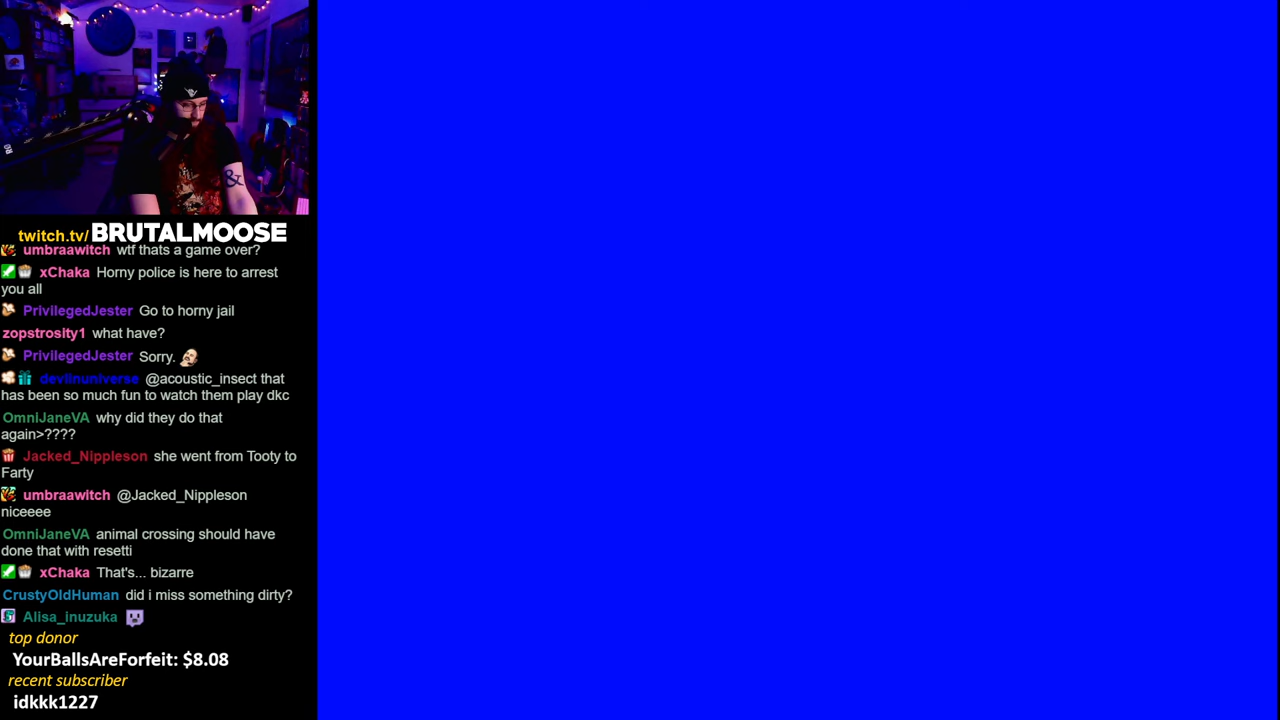 twitch.tv/BRUTALMOOSE
umbraawitch wtf thats a game over?
xChaka Horny police is here to arrest
you all
PrivilegedJester Go to horny jail
zopstrosity1 what have?
PrivilegedJester Sorry.
devlinuniverse @acoustic_insect that
has been so much fun to watch them play dkc
OmniJaneVA why did they do that
again>????
Jacked_Nippleson she went from Tooty to
Farty
umbraawitch @Jacked_Nippleson
niceeee
OmniJaneVA animal crossing should have
done that with resetti
xChaka That's... bizarre
CrustyOldHuman did i miss something dirty?
Alisa_inuzuka
top donor
YourBallsAreForfeit: $8.08
recent subscriber
idkkk1227
&